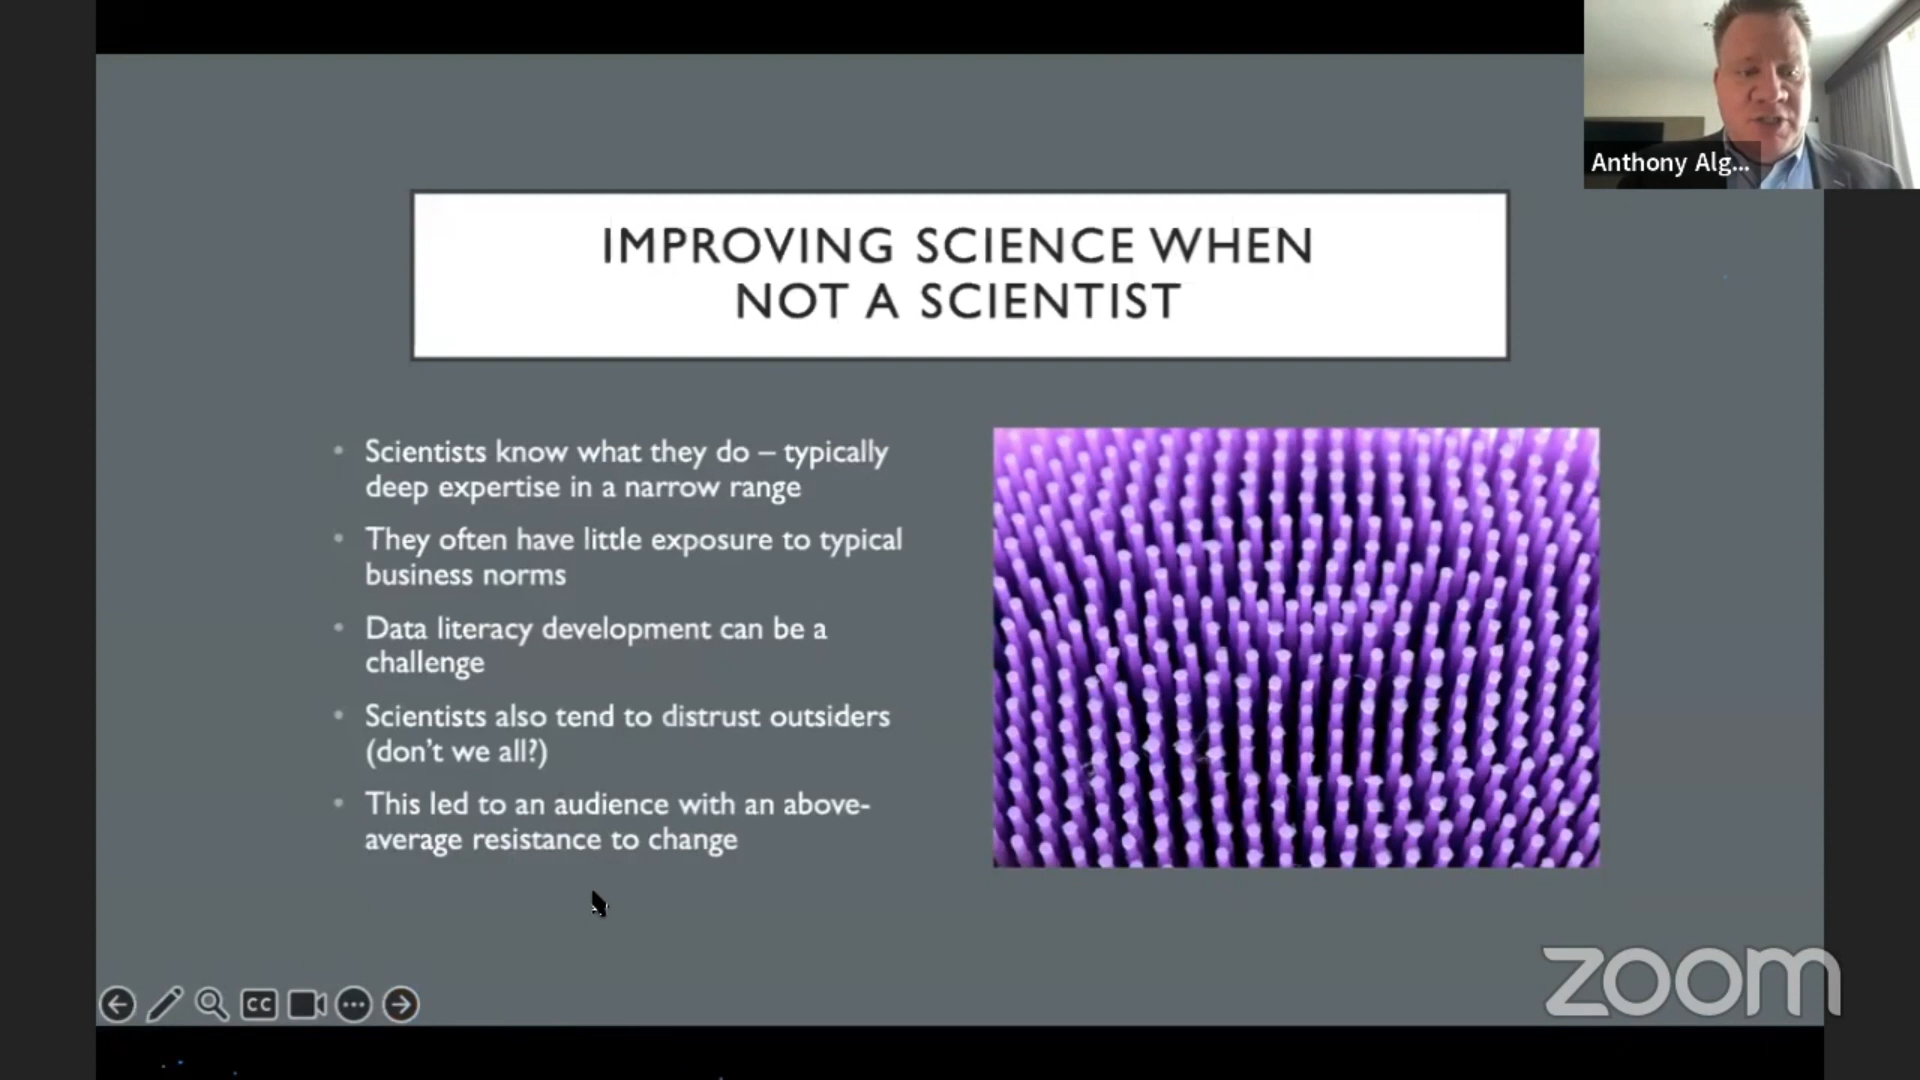 Anthony Alg...
IMPROVING SCIENCE WHEN
NOT A SCIENTIST
• Scientists know what they do – typically
deep expertise in a narrow range
• They often have little exposure to typical
business norms
• Data literacy development can be a
challenge
• Scientists also tend to distrust outsiders
(don't we all?)
• This led to an audience with an above-
average resistance to change
CC
zoom